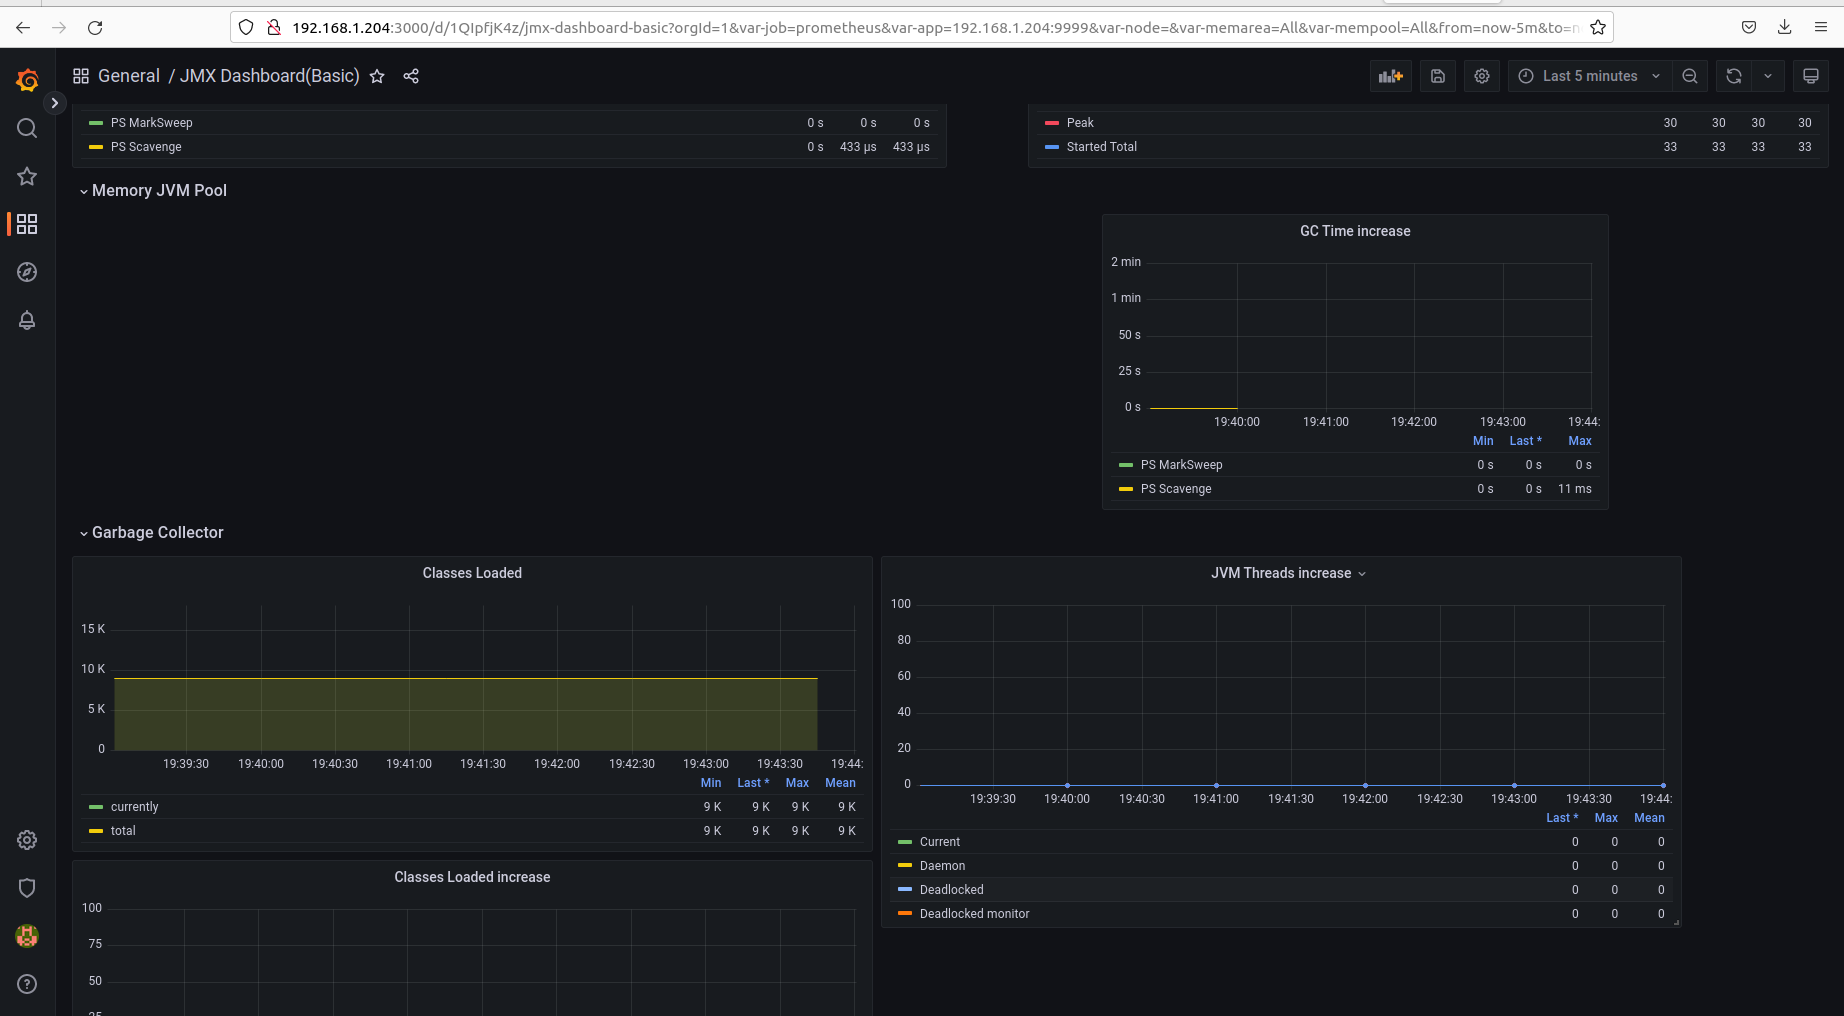 192.168.1.204:3000/d/1QIpfjK4z/jmx-dashboard-basic?orgId=1&var-job=prometheus&var-app=192.168.1.204:9999&var-node=&var-memarea=All&var-mempool=All&from=now-5m&to=n
General / JMX Dashboard(Basic)
Last 5 minutes
PS MarkSweep 0 s 0 s 0 s
PS Scavenge 0 s 433 µs 433 µs
Peak 30 30 30 30
Started Total 33 33 33 33
Memory JVM Pool
GC Time increase
2 min
1 min
50 s
25 s
0 s
19:40:00 19:41:00 19:42:00 19:43:00 19:44:
Min Last * Max
PS MarkSweep 0 s 0 s 0 s
PS Scavenge 0 s 0 s 11 ms
Garbage Collector
Classes Loaded
15 K
10 K
5 K
0
19:39:30 19:40:00 19:40:30 19:41:00 19:41:30 19:42:00 19:42:30 19:43:00 19:43:30 19:44:
Min Last * Max Mean
currently 9 K 9 K 9 K 9 K
total 9 K 9 K 9 K 9 K
JVM Threads increase
100
80
60
40
20
0
19:39:30 19:40:00 19:40:30 19:41:00 19:41:30 19:42:00 19:42:30 19:43:00 19:43:30 19:44:
Last * Max Mean
Current 0 0 0
Daemon 0 0 0
Deadlocked 0 0 0
Deadlocked monitor 0 0 0
Classes Loaded increase
100
75
50
25